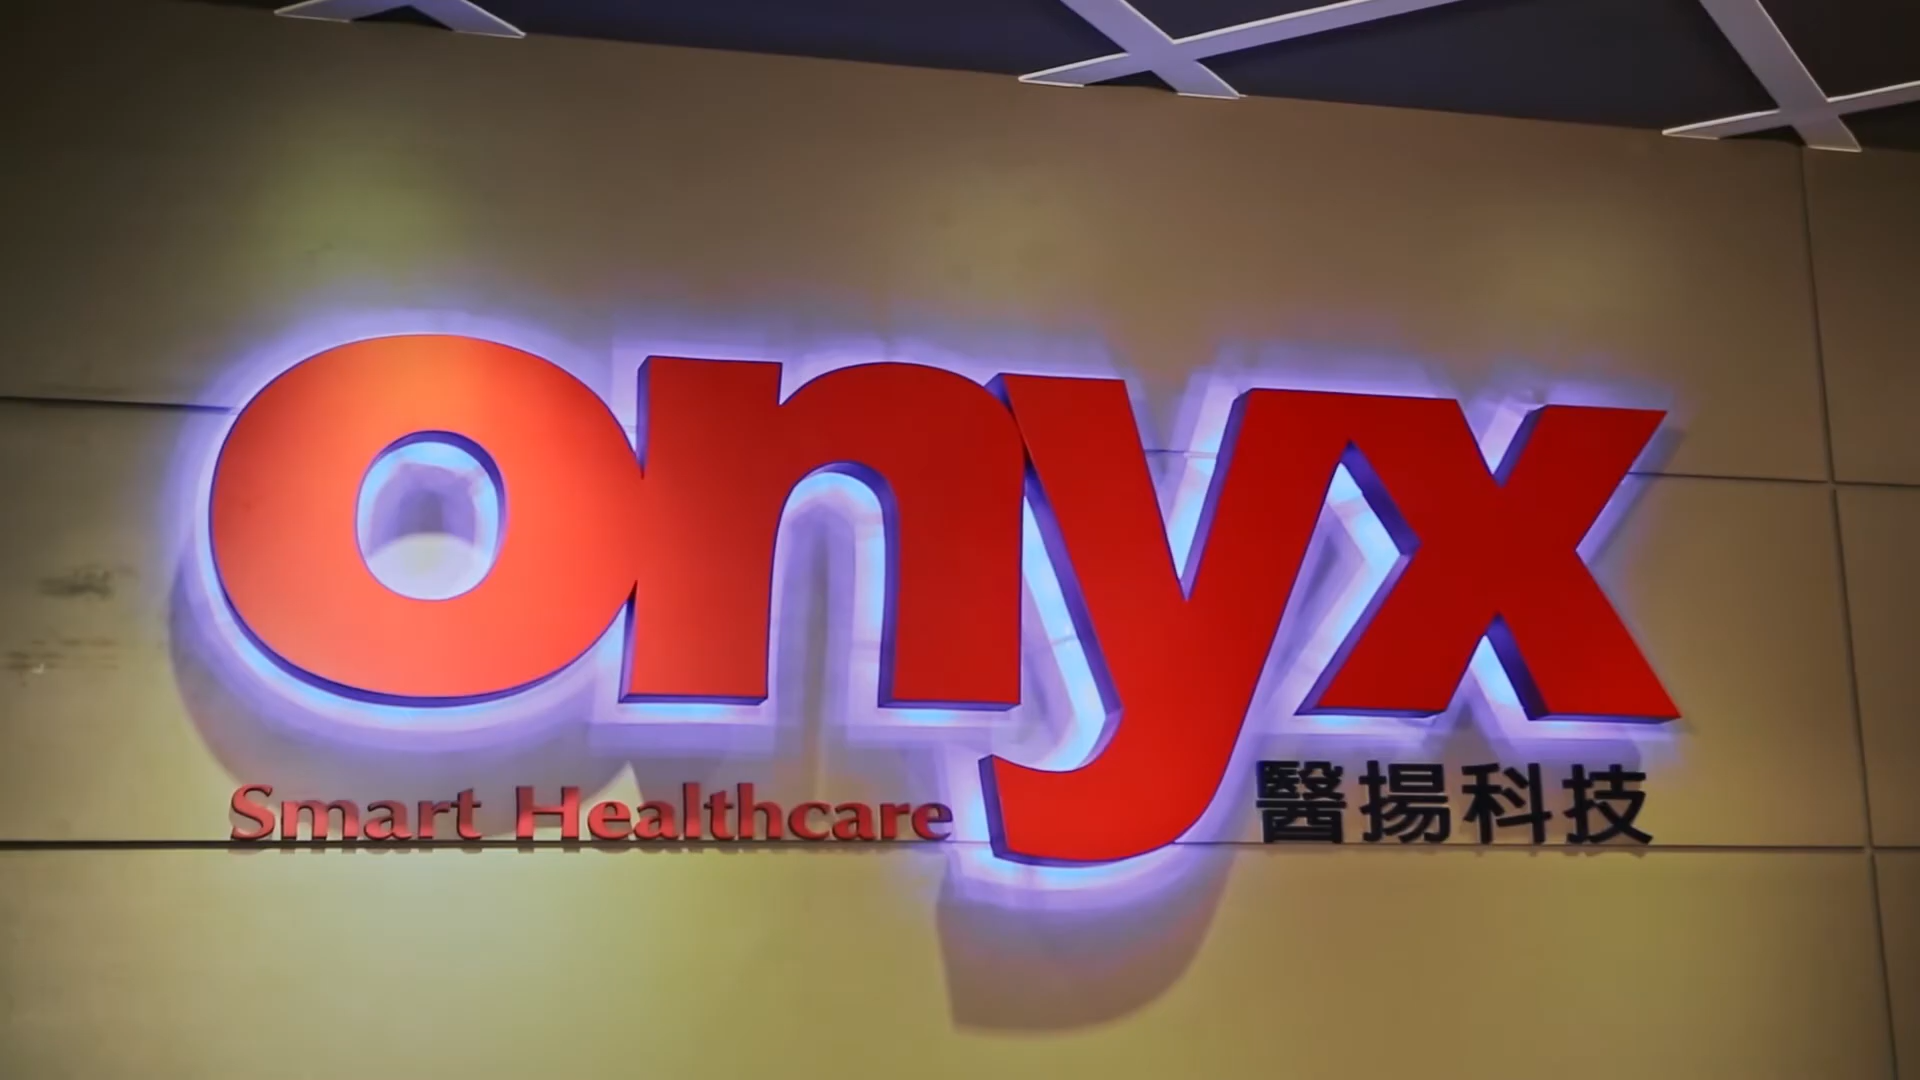 onyx
Smart Healthcare
醫揚科技